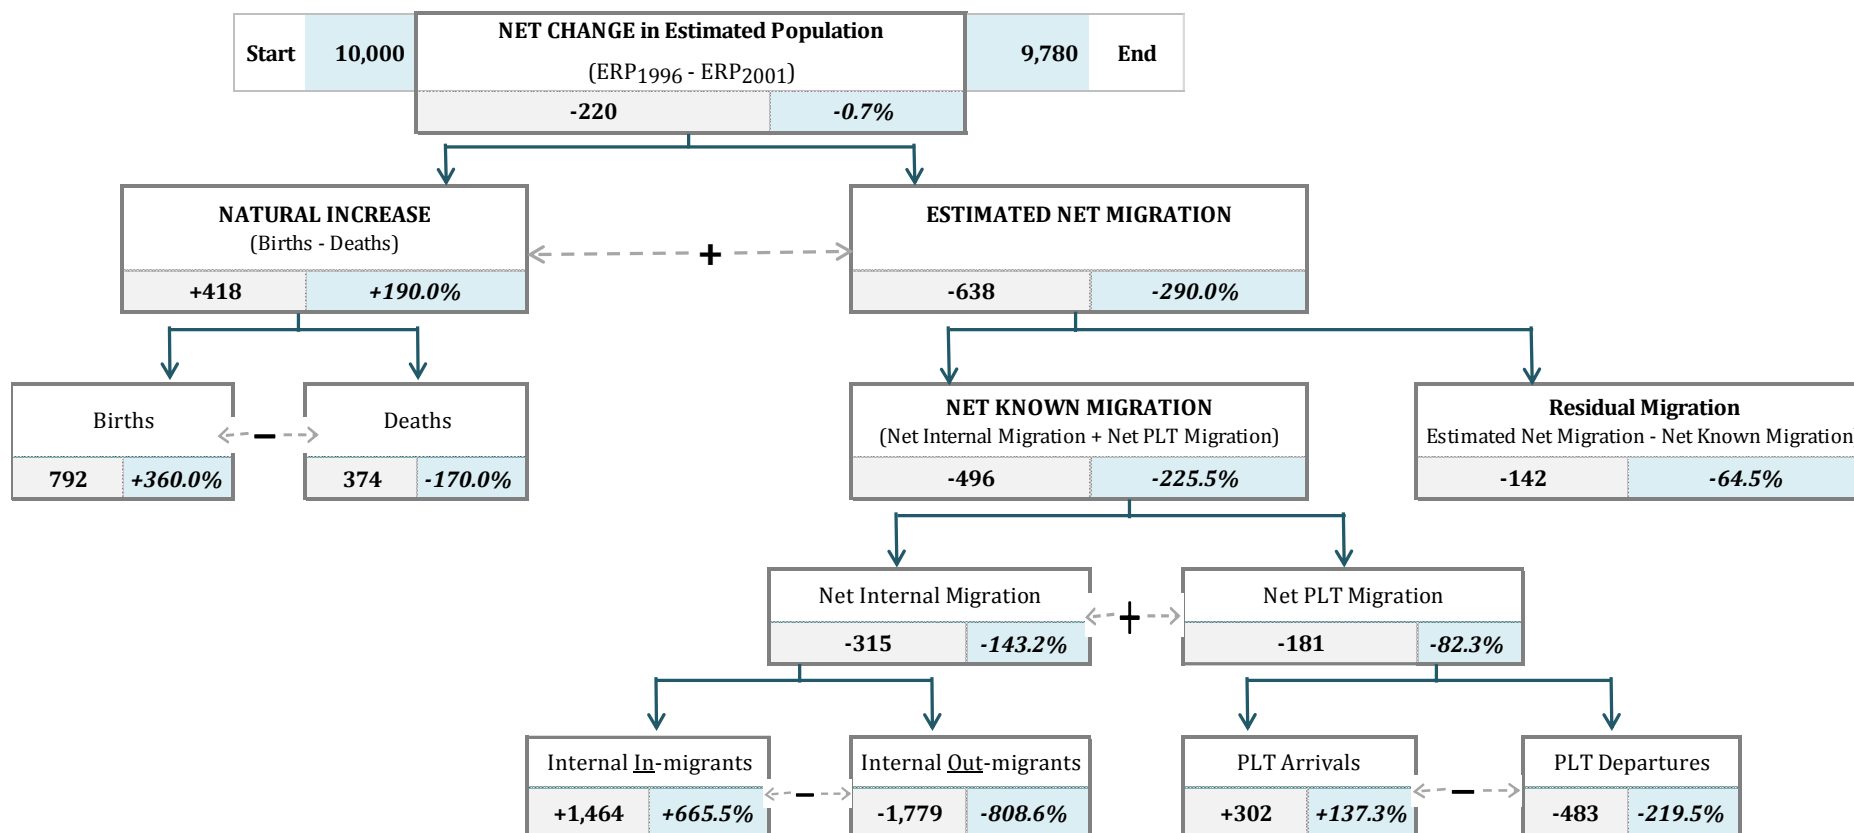 NET CHANGE in Estimated Population
Start 10,000 9,780 End
(ERP1996 - ERP2001)
-220 -0.7%
NATURAL INCREASE
(Births - Deaths)
ESTIMATED NET MIGRATION
+
+418 +190.0%
-638 -290.0%
Births
–
Deaths
792 +360.0%
374 -170.0%
NET KNOWN MIGRATION
(Net Internal Migration + Net PLT Migration)
-496 -225.5%
Residual Migration
Estimated Net Migration - Net Known Migration)
-142 -64.5%
Net Internal Migration
+
Net PLT Migration
-315 -143.2%
-181 -82.3%
Internal In-migrants
–
Internal Out-migrants
PLT Arrivals
–
PLT Departures
+1,464 +665.5%
-1,779 -808.6%
+302 +137.3%
-483 -219.5%